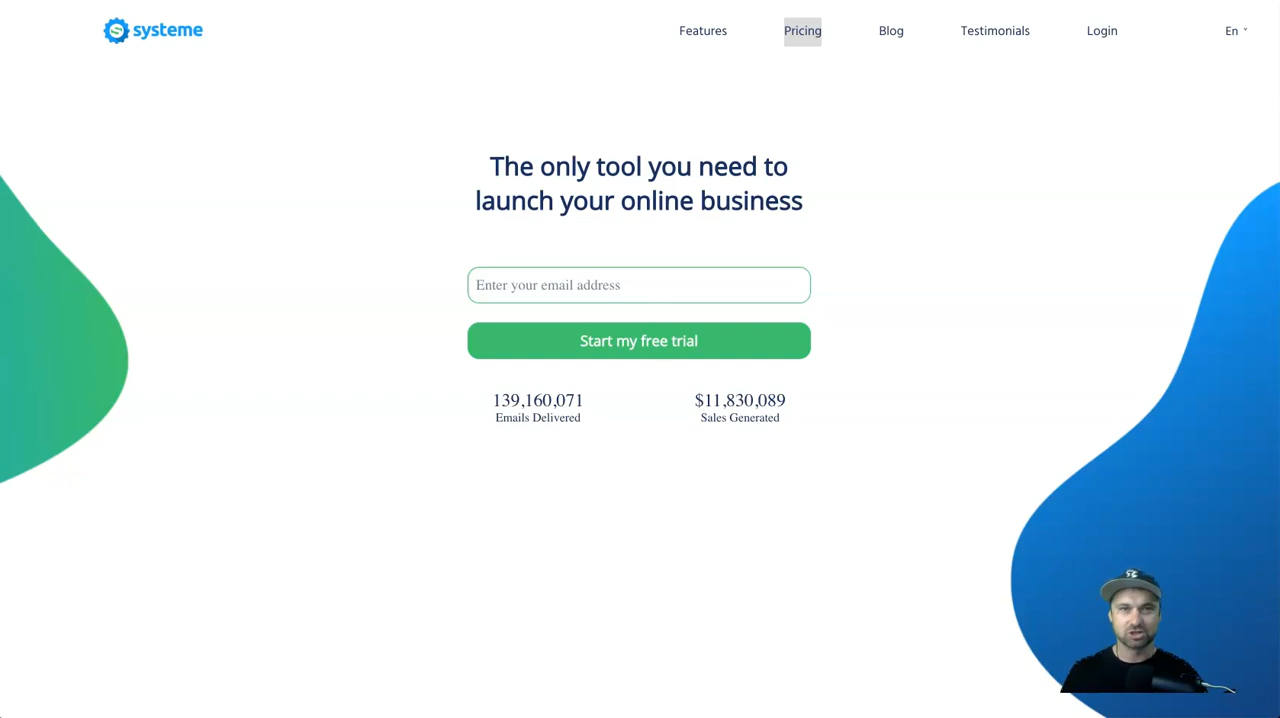 systeme
Features
Pricing
Blog
Testimonials
Login
En
The only tool you need to
launch your online business
Enter your email address
Start my free trial
139,160,071
Emails Delivered
$11,830,089
Sales Generated